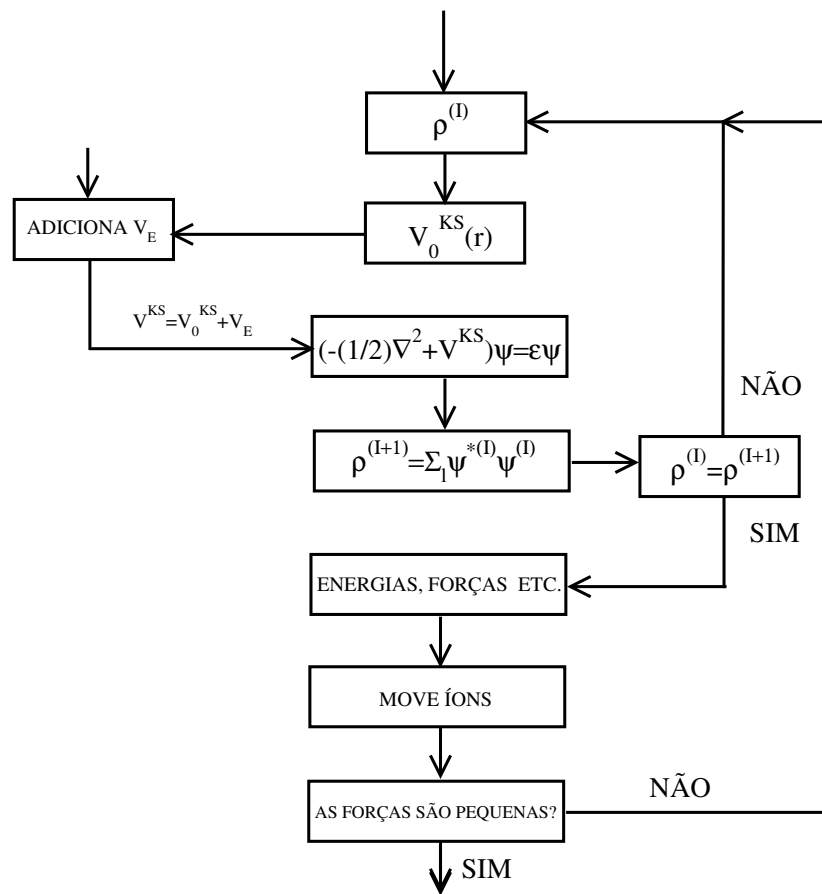 ρ^(I)
ADICIONA V_E
V_0^KS(r)
V^KS=V_0^KS+V_E
(-(1/2)∇^2+V^KS)ψ=εψ
NÃO
ρ^(I+1)=Σ_l ψ^*(I)ψ^(I)
ρ^(I)=ρ^(I+1)
SIM
ENERGIAS, FORÇAS ETC.
MOVE ÍONS
AS FORÇAS SÃO PEQUENAS?
NÃO
SIM